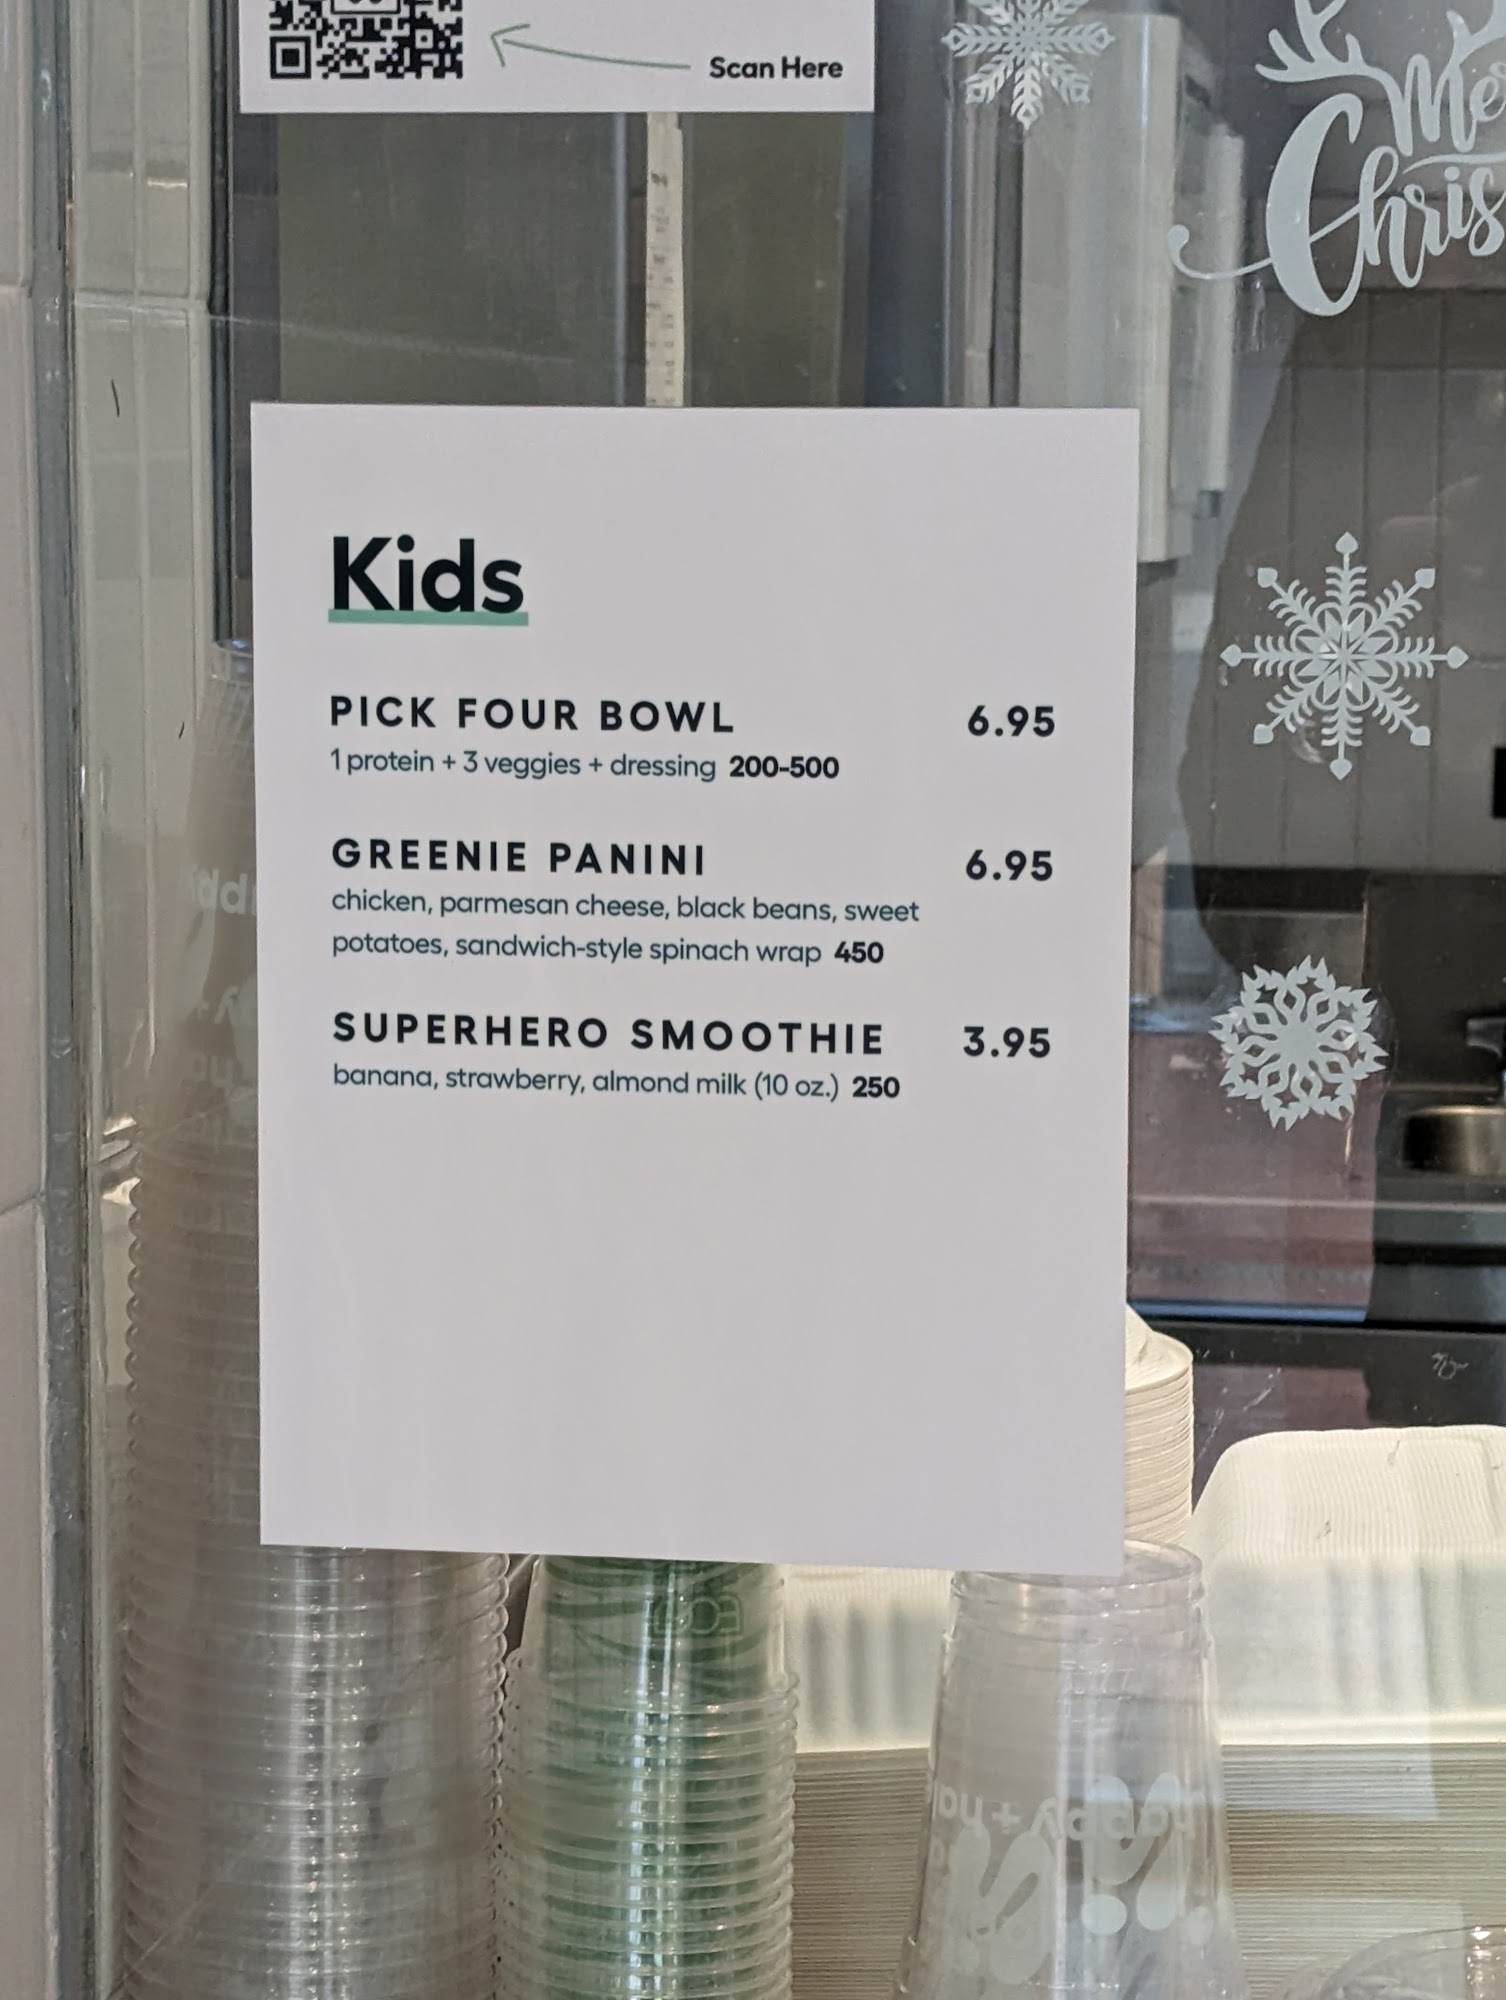 Scan Here
Chris
Kids
PICK FOUR BOWL 6.95
1 protein + 3 veggies + dressing 200-500
GREENIE PANINI 6.95
chicken, parmesan cheese, black beans, sweet
potatoes, sandwich-style spinach wrap 450
SUPERHERO SMOOTHIE 3.95
banana, strawberry, almond milk (10 oz.) 250